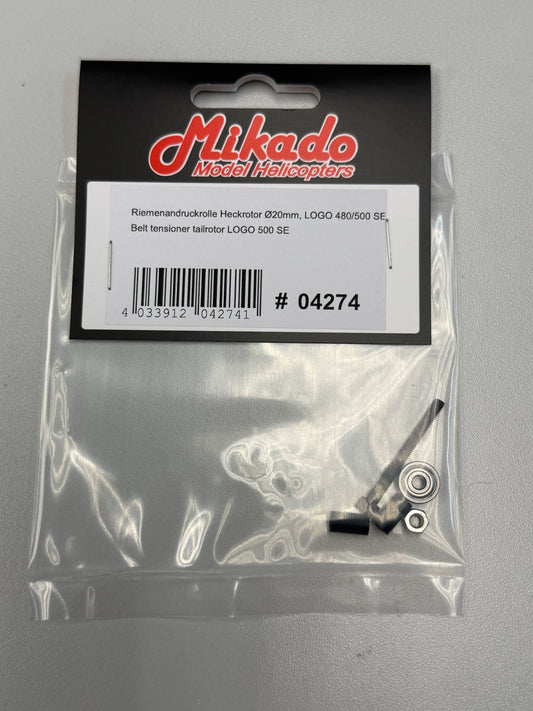 Mikado
Model Helicopters
Riemenandruckrolle Heckrotor Ø20mm, LOGO 480/500 SE
Belt tensioner tailrotor LOGO 500 SE
4 033912 042741
# 04274